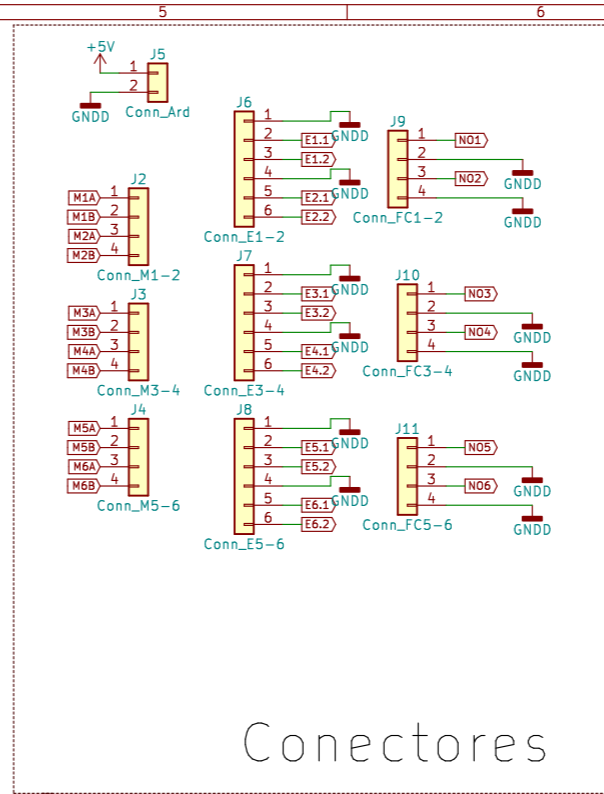 5 6
+5V
J5
1
2
GNDD
Conn_Ard
J2
M1A 1
M1B 2
M2A 3
M2B 4
Conn_M1-2
J3
M3A 1
M3B 2
M4A 3
M4B 4
Conn_M3-4
J4
M5A 1
M5B 2
M6A 3
M6B 4
Conn_M5-6
J6
1 GNDD
2 E1.1
3 E1.2
4 GNDD
5 E2.1
6 E2.2
Conn_E1-2
J7
1 GNDD
2 E3.1
3 E3.2
4 GNDD
5 E4.1
6 E4.2
Conn_E3-4
J8
1 GNDD
2 E5.1
3 E5.2
4 GNDD
5 E6.1
6 E6.2
Conn_E5-6
J9
1 NO1
2 GNDD
3 NO2
4 GNDD
Conn_FC1-2
J10
1 NO3
2 GNDD
3 NO4
4 GNDD
Conn_FC3-4
J11
1 NO5
2 GNDD
3 NO6
4 GNDD
Conn_FC5-6
Conectores